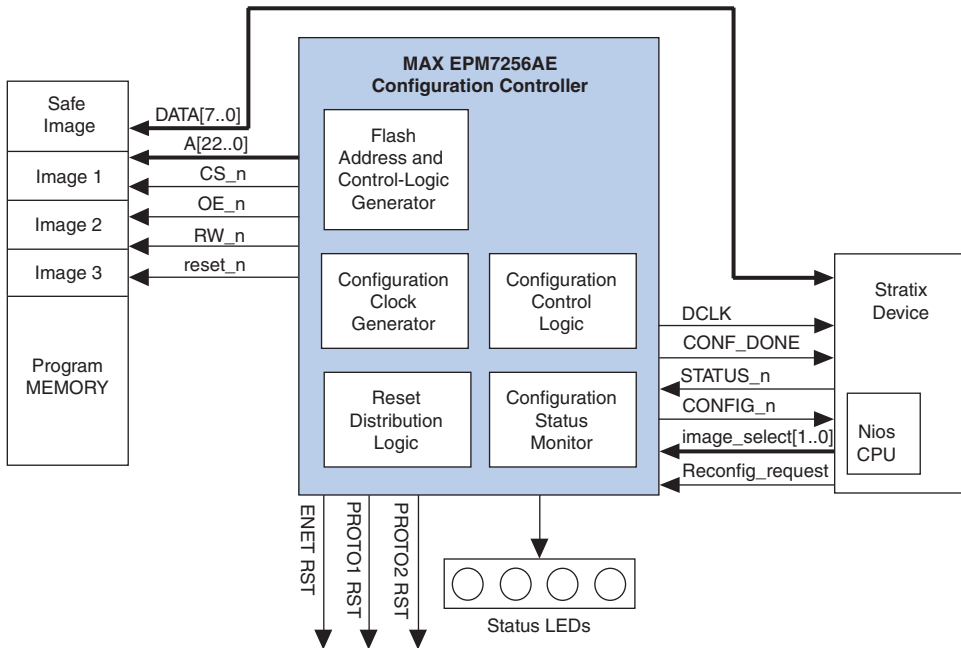 MAX EPM7256AE
Configuration Controller
Safe
Image
Image 1
Image 2
Image 3
Program
MEMORY
DATA[7..0]
A[22..0]
CS_n
OE_n
RW_n
reset_n
Flash
Address and
Control-Logic
Generator
Configuration
Clock
Generator
Configuration
Control
Logic
Reset
Distribution
Logic
Configuration
Status
Monitor
DCLK
CONF_DONE
STATUS_n
CONFIG_n
image_select[1..0]
Reconfig_request
Stratix
Device
Nios
CPU
ENET RST
PROTO1 RST
PROTO2 RST
Status LEDs